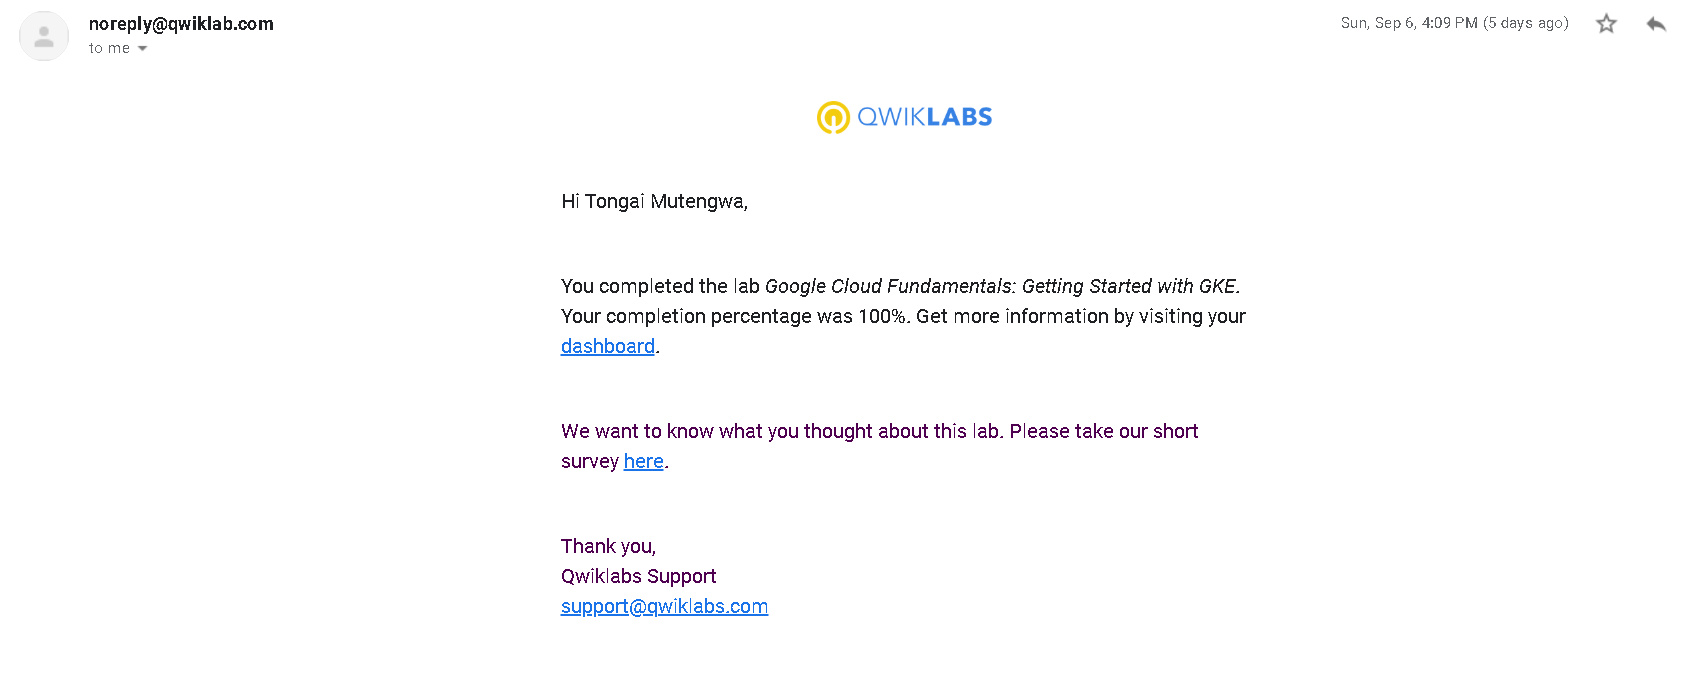 noreply@qwiklab.com
Sun, Sep 6, 4:09 PM (5 days ago)
to me
QWIKLABS
Hi Tongai Mutengwa,
You completed the lab Google Cloud Fundamentals: Getting Started with GKE.
Your completion percentage was 100%. Get more information by visiting your
dashboard.
We want to know what you thought about this lab. Please take our short
survey here.
Thank you,
Qwiklabs Support
support@qwiklabs.com